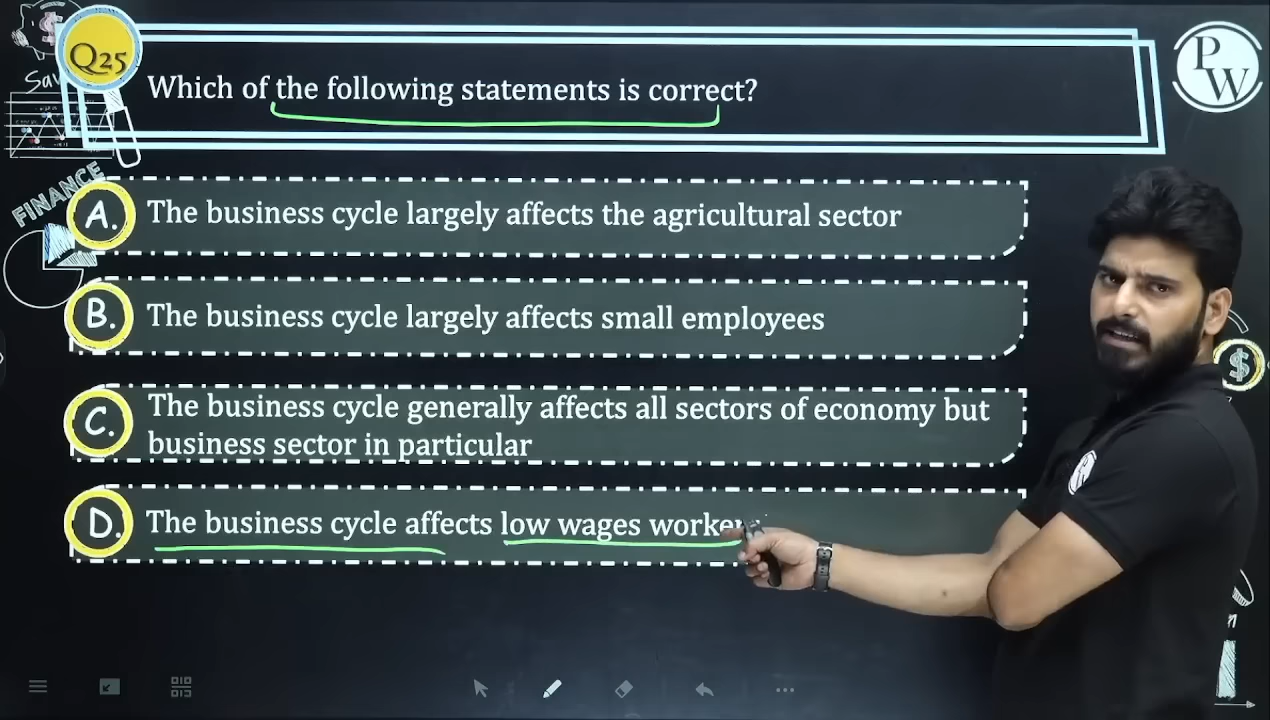 Q25
Which of the following statements is correct?
PW
Sav
FINANCE
A. The business cycle largely affects the agricultural sector
B. The business cycle largely affects small employees
C. The business cycle generally affects all sectors of economy but
business sector in particular
D. The business cycle affects low wages worker